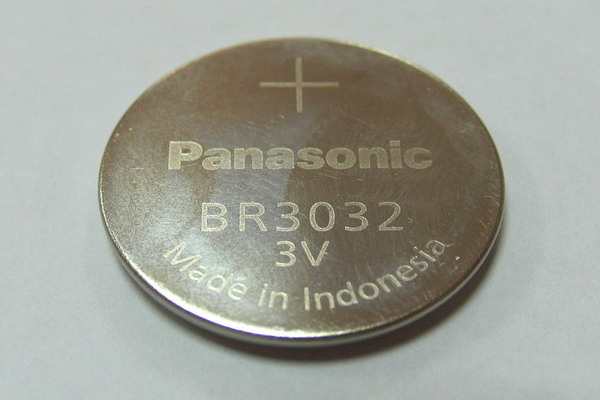 +
Panasonic
BR3032
3V
Made in Indonesia